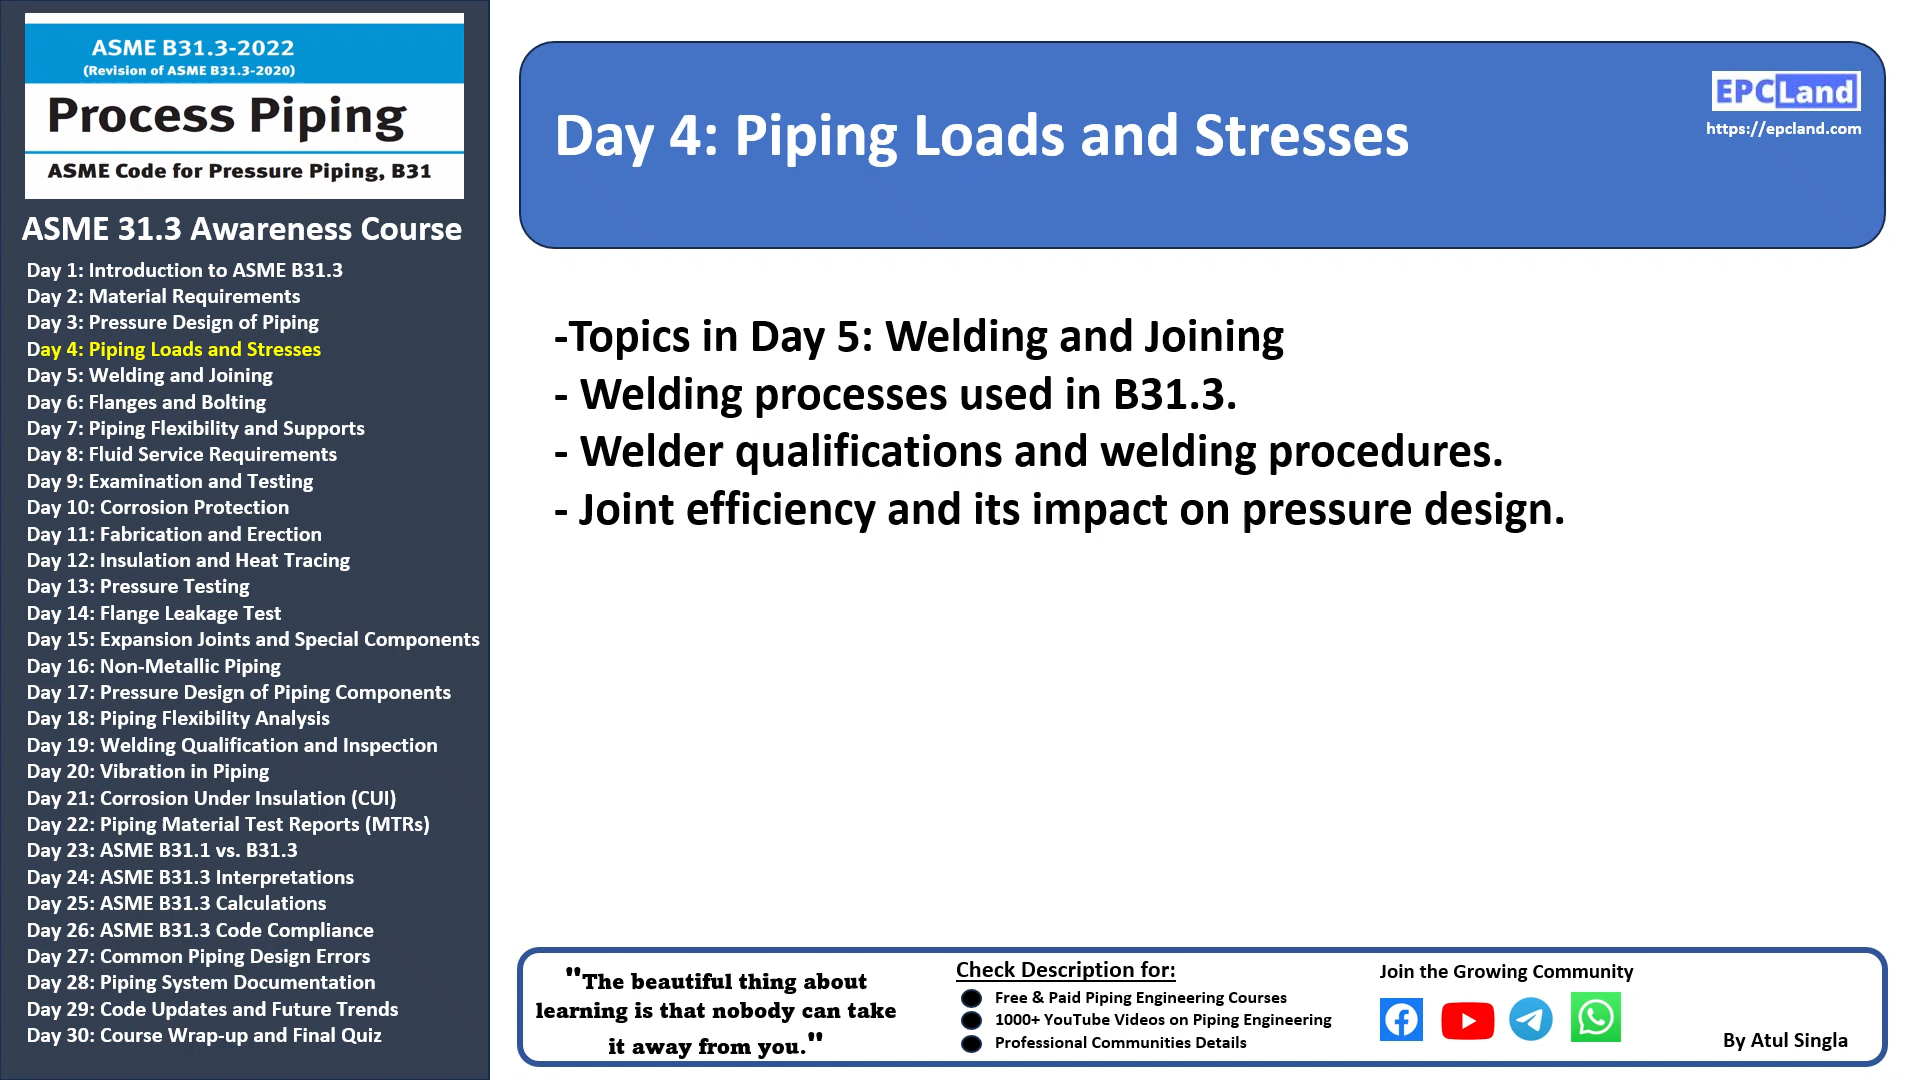 ASME B31.3-2022
(Revision of ASME B31.3-2020)
Process Piping
ASME Code for Pressure Piping, B31
ASME 31.3 Awareness Course
Day 1: Introduction to ASME B31.3
Day 2: Material Requirements
Day 3: Pressure Design of Piping
Day 4: Piping Loads and Stresses
Day 5: Welding and Joining
Day 6: Flanges and Bolting
Day 7: Piping Flexibility and Supports
Day 8: Fluid Service Requirements
Day 9: Examination and Testing
Day 10: Corrosion Protection
Day 11: Fabrication and Erection
Day 12: Insulation and Heat Tracing
Day 13: Pressure Testing
Day 14: Flange Leakage Test
Day 15: Expansion Joints and Special Components
Day 16: Non-Metallic Piping
Day 17: Pressure Design of Piping Components
Day 18: Piping Flexibility Analysis
Day 19: Welding Qualification and Inspection
Day 20: Vibration in Piping
Day 21: Corrosion Under Insulation (CUI)
Day 22: Piping Material Test Reports (MTRs)
Day 23: ASME B31.1 vs. B31.3
Day 24: ASME B31.3 Interpretations
Day 25: ASME B31.3 Calculations
Day 26: ASME B31.3 Code Compliance
Day 27: Common Piping Design Errors
Day 28: Piping System Documentation
Day 29: Code Updates and Future Trends
Day 30: Course Wrap-up and Final Quiz
Day 4: Piping Loads and Stresses
EPCLand
https://epcland.com
-Topics in Day 5: Welding and Joining
- Welding processes used in B31.3.
- Welder qualifications and welding procedures.
- Joint efficiency and its impact on pressure design.
"The beautiful thing about
learning is that nobody can take
it away from you."
Check Description for:
Free & Paid Piping Engineering Courses
1000+ YouTube Videos on Piping Engineering
Professional Communities Details
Join the Growing Community
By Atul Singla